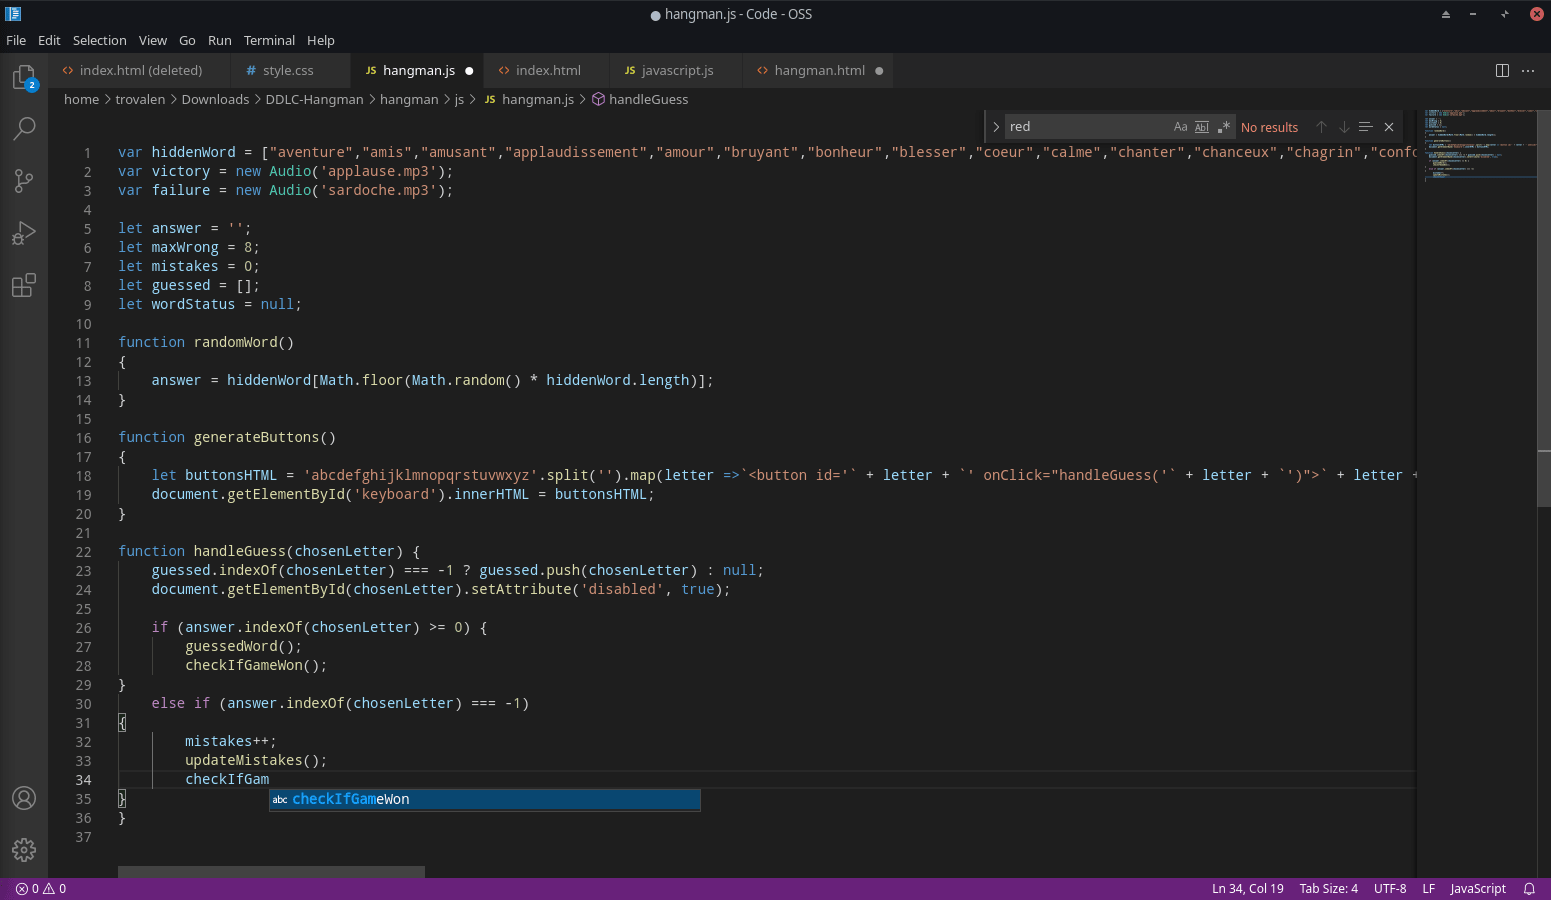 hangman.js - Code - OSS
File Edit Selection View Go Run Terminal Help
index.html (deleted) style.css hangman.js index.html javascript.js hangman.html
home > trovalen > Downloads > DDLC-Hangman > hangman > js > JS hangman.js > handleGuess
red Aa Abl .* No results
2
1 var hiddenWord = ["aventure","amis","amusant","applaudissement","amour","bruyant","bonheur","blesser","coeur","calme","chanter","chanceux","chagrin","confo
2 var victory = new Audio('applause.mp3');
3 var failure = new Audio('sardoche.mp3');
4
5 let answer = '';
6 let maxWrong = 8;
7 let mistakes = 0;
8 let guessed = [];
9 let wordStatus = null;
10
11 function randomWord()
12 {
13 answer = hiddenWord[Math.floor(Math.random() * hiddenWord.length)];
14 }
15
16 function generateButtons()
17 {
18 let buttonsHTML = 'abcdefghijklmnopqrstuvwxyz'.split('').map(letter =>`<button id='` + letter + `' onClick="handleGuess('` + letter + `')">` + letter +
19 document.getElementById('keyboard').innerHTML = buttonsHTML;
20 }
21
22 function handleGuess(chosenLetter) {
23 guessed.indexOf(chosenLetter) === -1 ? guessed.push(chosenLetter) : null;
24 document.getElementById(chosenLetter).setAttribute('disabled', true);
25
26 if (answer.indexOf(chosenLetter) >= 0) {
27 guessedWord();
28 checkIfGameWon();
29 }
30 else if (answer.indexOf(chosenLetter) === -1)
31 {
32 mistakes++;
33 updateMistakes();
34 checkIfGam
35 }
abc checkIfGameWon
36 }
37
0 0 Ln 34, Col 19 Tab Size: 4 UTF-8 LF JavaScript